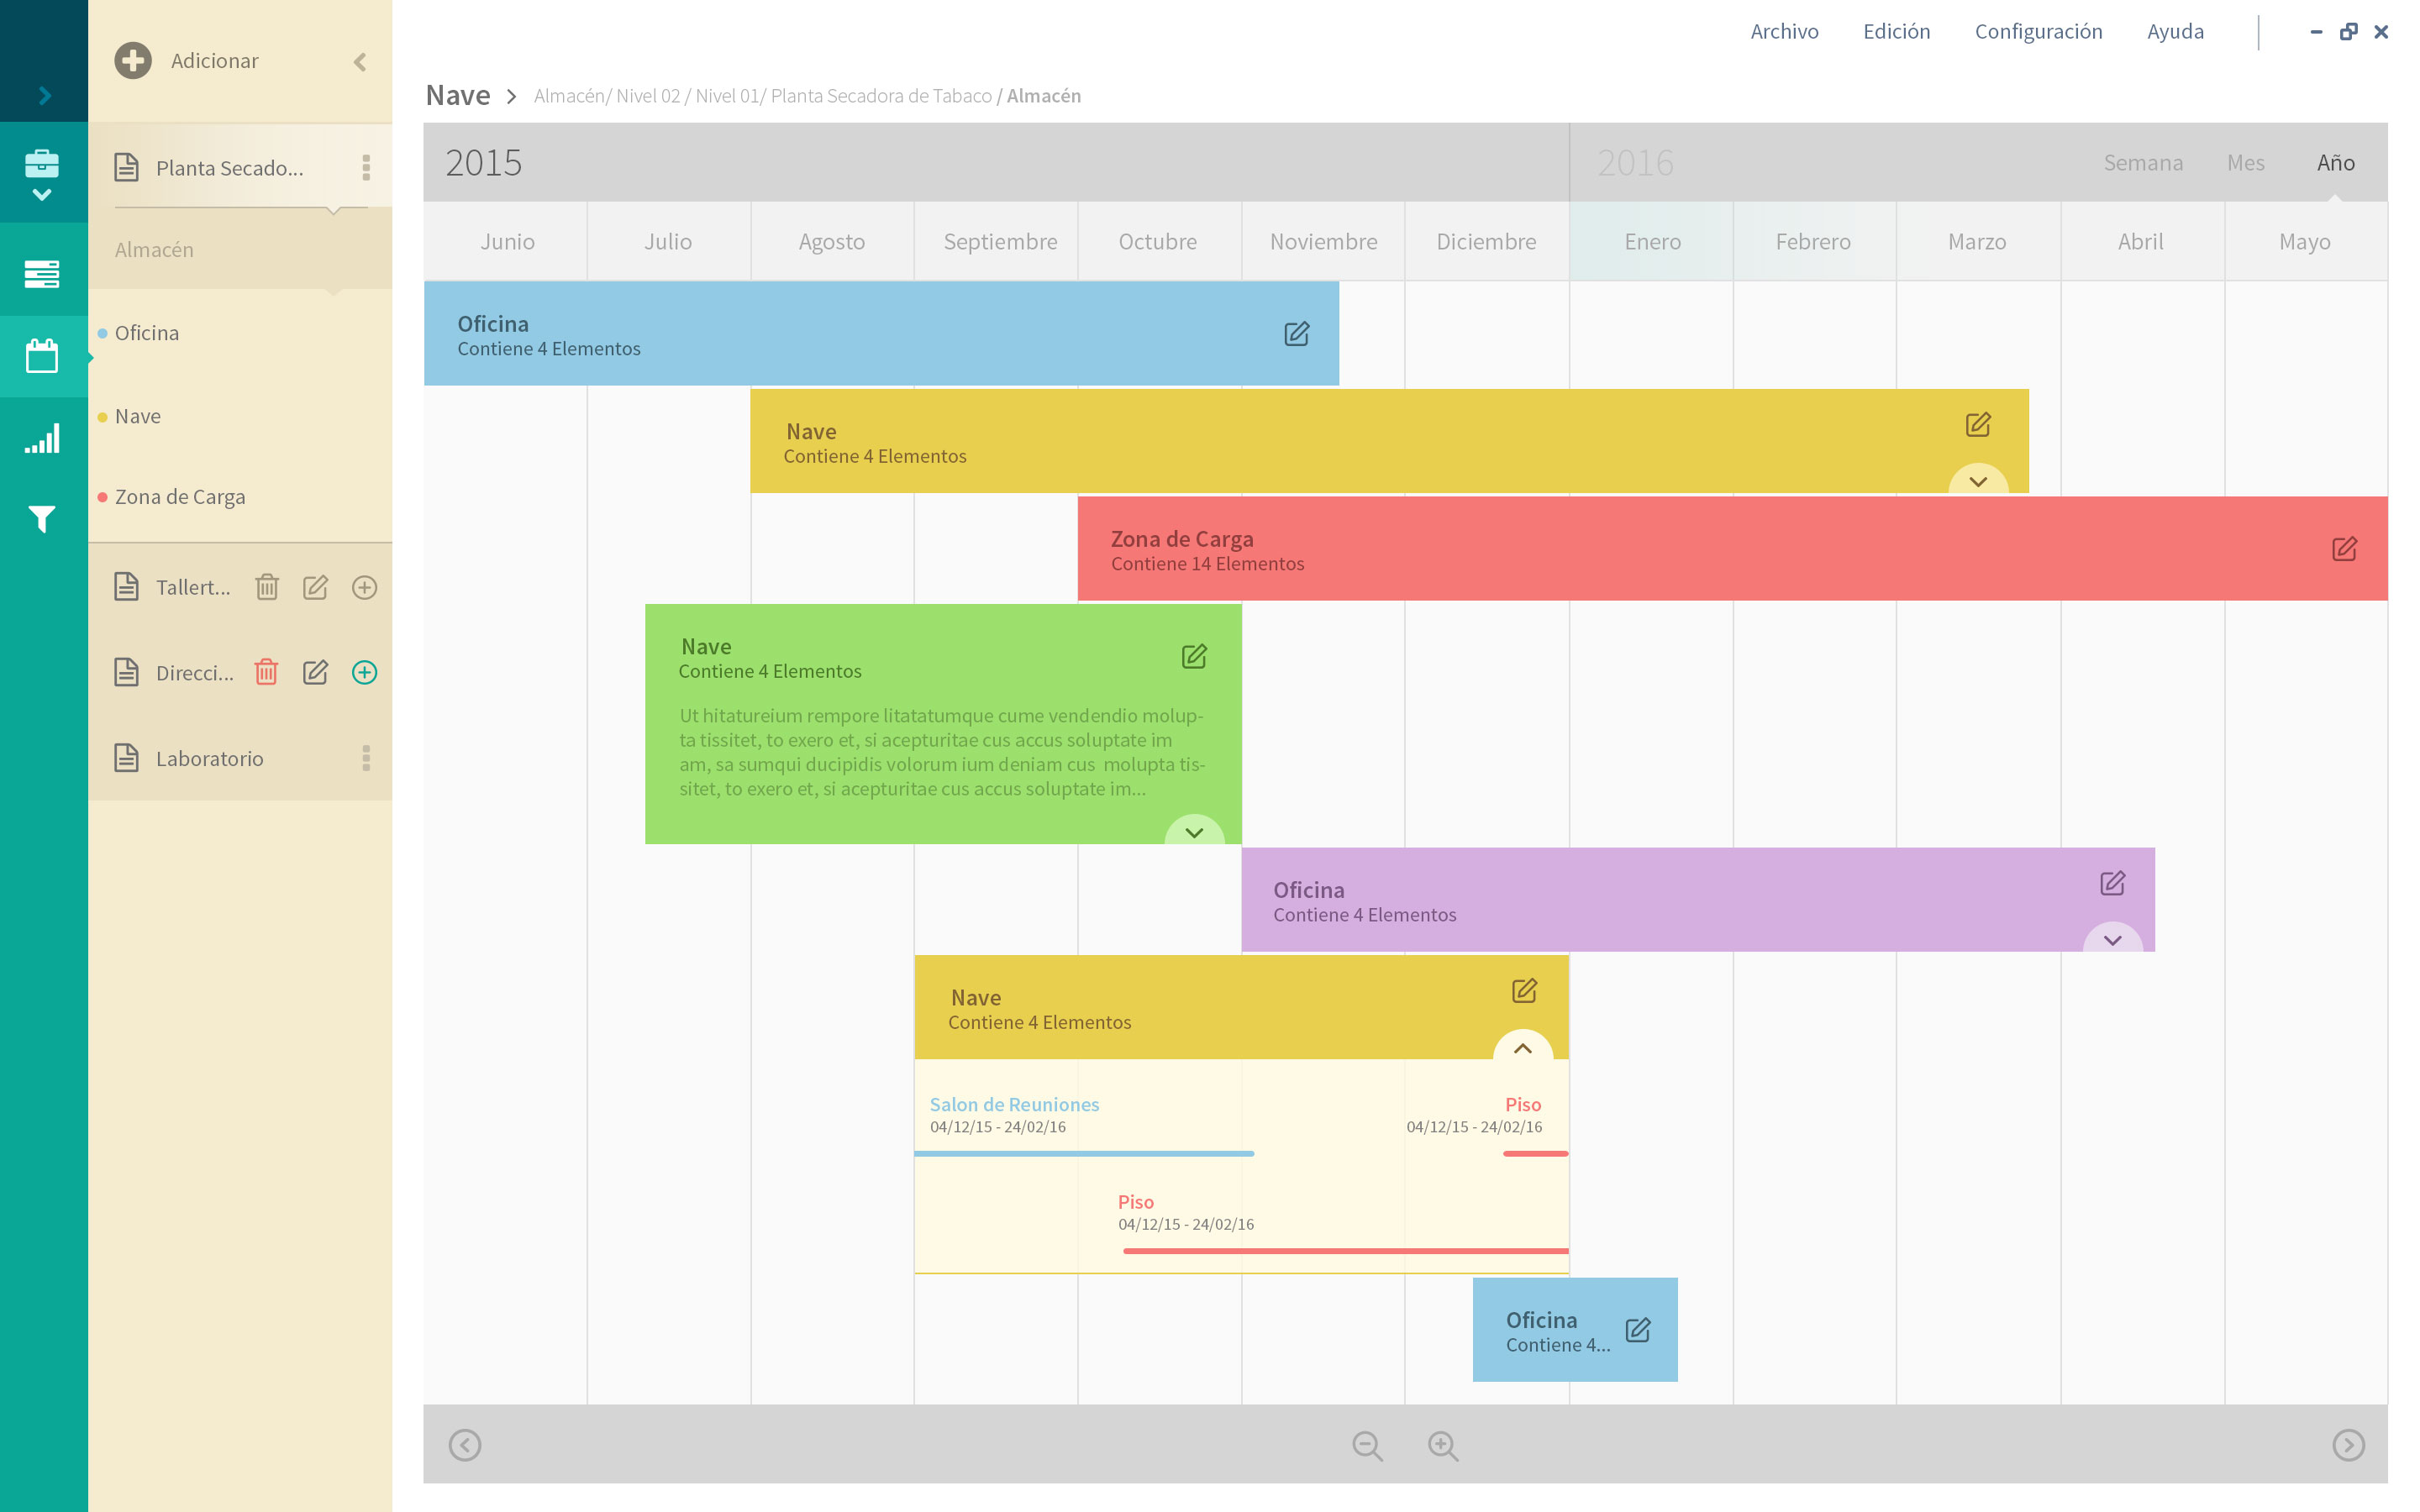 Archivo Edición Configuración Ayuda
Adicionar
Nave > Almacén/ Nivel 02 / Nivel 01/ Planta Secadora de Tabaco / Almacén
Planta Secado...
Almacén
Oficina
Nave
Zona de Carga
Tallert...
Direcci...
Laboratorio
2015 2016 Semana Mes Año
Junio Julio Agosto Septiembre Octubre Noviembre Diciembre Enero Febrero Marzo Abril Mayo
Oficina
Contiene 4 Elementos
Nave
Contiene 4 Elementos
Zona de Carga
Contiene 14 Elementos
Nave
Contiene 4 Elementos
Ut hitatureium rempore litatatumque cume vendendio molup-
ta tissitet, to exero et, si acepturitae cus accus soluptate im
am, sa sumqui ducipidis volorum ium deniam cus molupta tis-
sitet, to exero et, si acepturitae cus accus soluptate im...
Oficina
Contiene 4 Elementos
Nave
Contiene 4 Elementos
Salon de Reuniones
04/12/15 - 24/02/16
Piso
04/12/15 - 24/02/16
Piso
04/12/15 - 24/02/16
Oficina
Contiene 4...